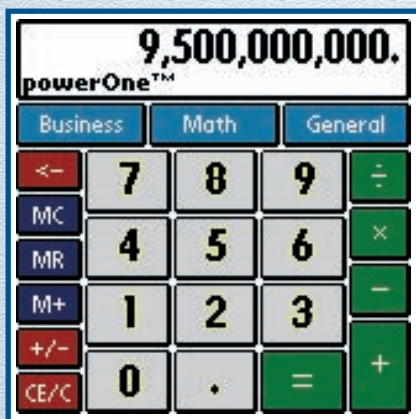 9,500,000,000.
powerOne™
Business Math General
<- 7 8 9 ÷
MC 4 5 6 ×
MR
M+ 1 2 3 −
+/-
CE/C 0 . = +